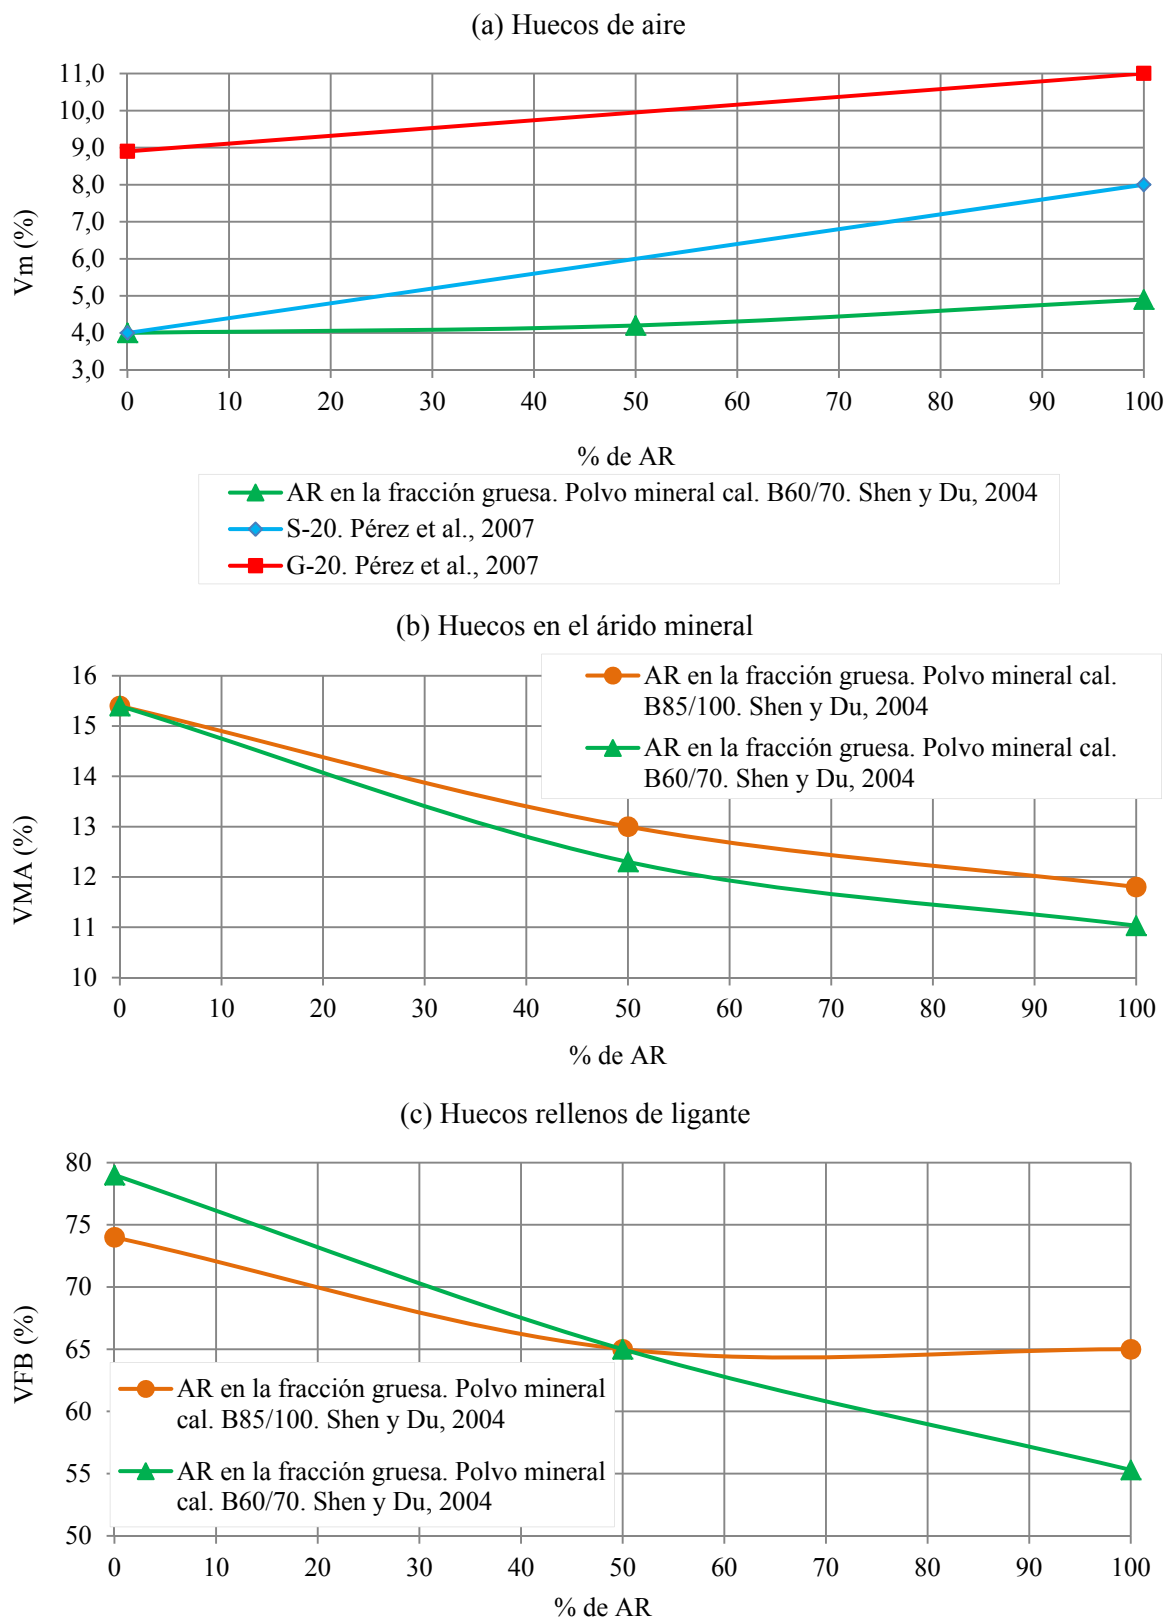 (a) Huecos de aire
11,0
10,0
9,0
8,0
7,0
6,0
5,0
4,0
3,0
Vm (%)
0 10 20 30 40 50 60 70 80 90 100
% de AR
AR en la fracción gruesa. Polvo mineral cal. B60/70. Shen y Du, 2004
S-20. Pérez et al., 2007
G-20. Pérez et al., 2007
(b) Huecos en el árido mineral
16
15
14
13
12
11
10
VMA (%)
AR en la fracción gruesa. Polvo mineral cal.
B85/100. Shen y Du, 2004
AR en la fracción gruesa. Polvo mineral cal.
B60/70. Shen y Du, 2004
0 10 20 30 40 50 60 70 80 90 100
% de AR
(c) Huecos rellenos de ligante
80
75
70
65
60
55
50
VFB (%)
AR en la fracción gruesa. Polvo mineral
cal. B85/100. Shen y Du, 2004
AR en la fracción gruesa. Polvo mineral
cal. B60/70. Shen y Du, 2004
0 10 20 30 40 50 60 70 80 90 100
% de AR